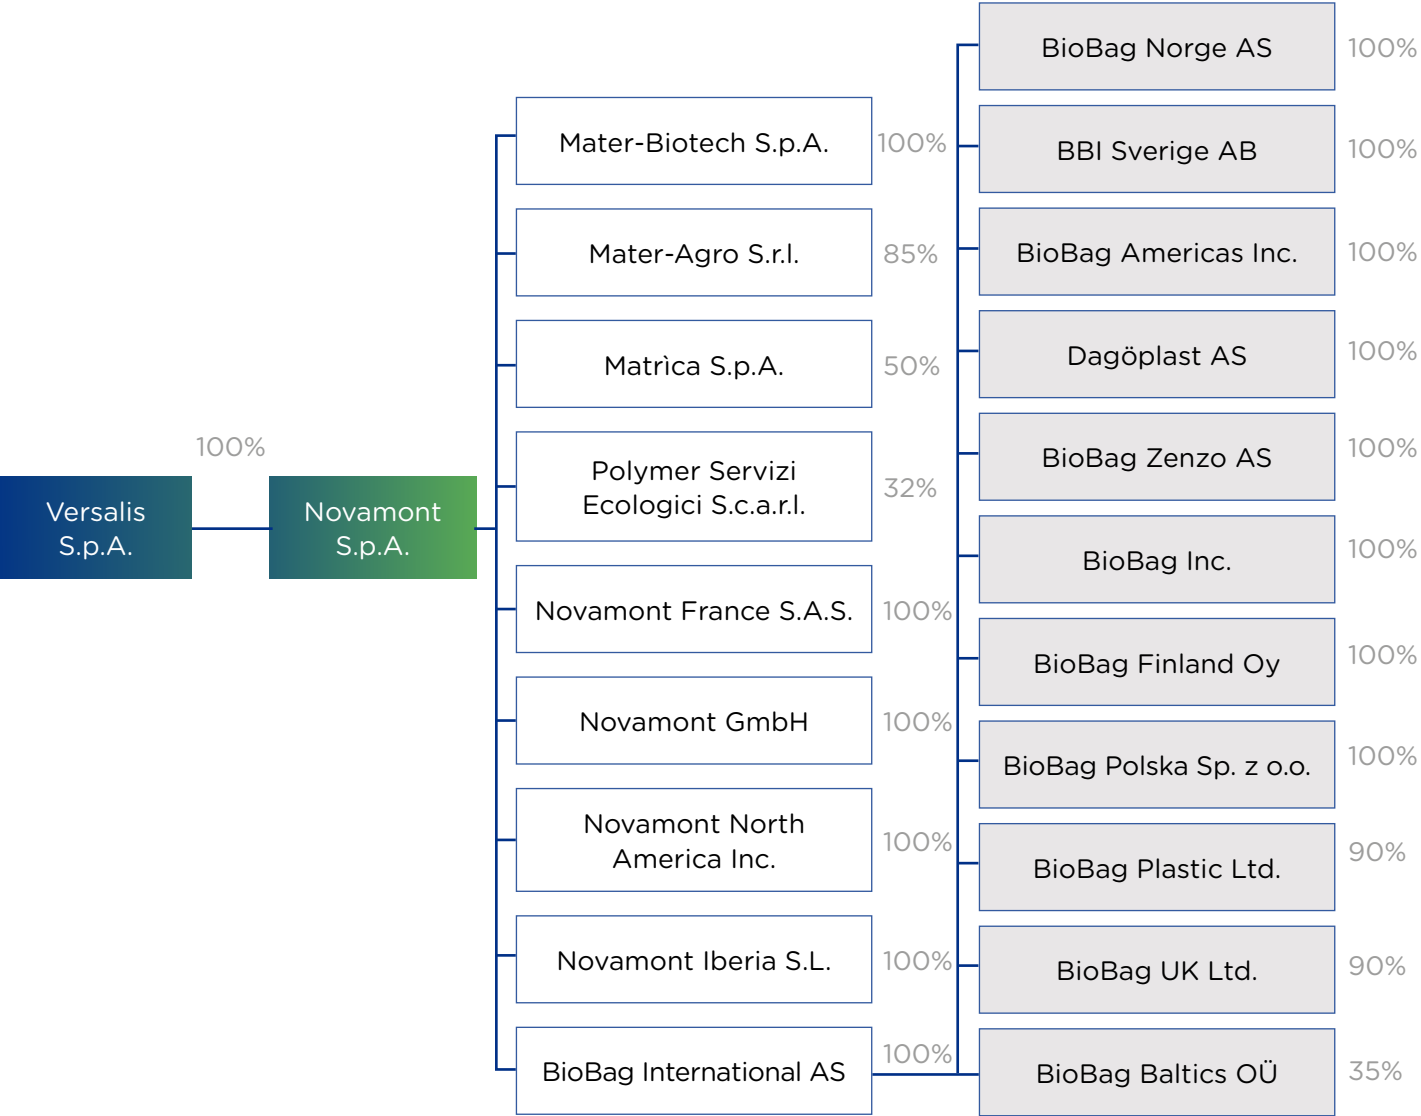 100%
Versalis
S.p.A.
Novamont
S.p.A.
Mater-Biotech S.p.A.
100%
Mater-Agro S.r.l.
85%
Matrìca S.p.A.
50%
Polymer Servizi
Ecologici S.c.a.r.l.
32%
Novamont France S.A.S.
100%
Novamont GmbH
100%
Novamont North
America Inc.
100%
Novamont Iberia S.L.
100%
BioBag International AS
100%
BioBag Norge AS
100%
BBI Sverige AB
100%
BioBag Americas Inc.
100%
Dagöplast AS
100%
BioBag Zenzo AS
100%
BioBag Inc.
100%
BioBag Finland Oy
100%
BioBag Polska Sp. z o.o.
100%
BioBag Plastic Ltd.
90%
BioBag UK Ltd.
90%
BioBag Baltics OÜ
35%